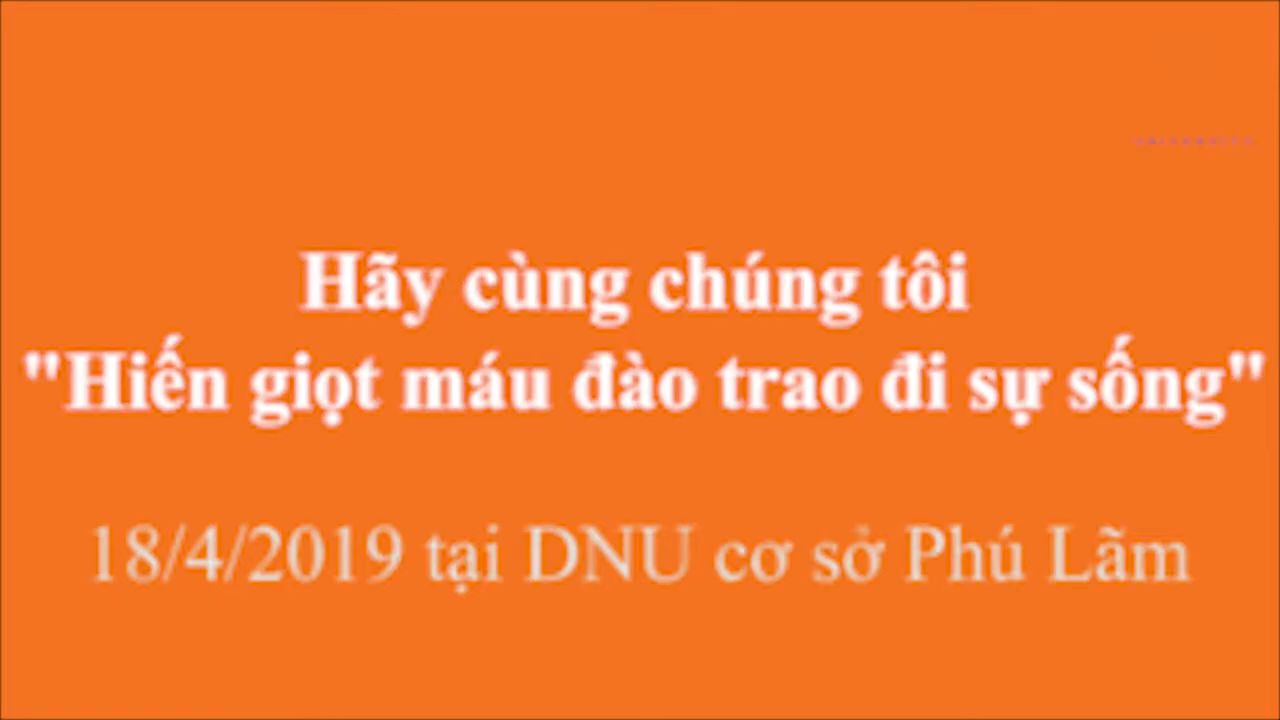 Hãy cùng chúng tôi
"Hiến giọt máu đào trao đi sự sống"
18/4/2019 tại DNU cơ sở Phú Lãm